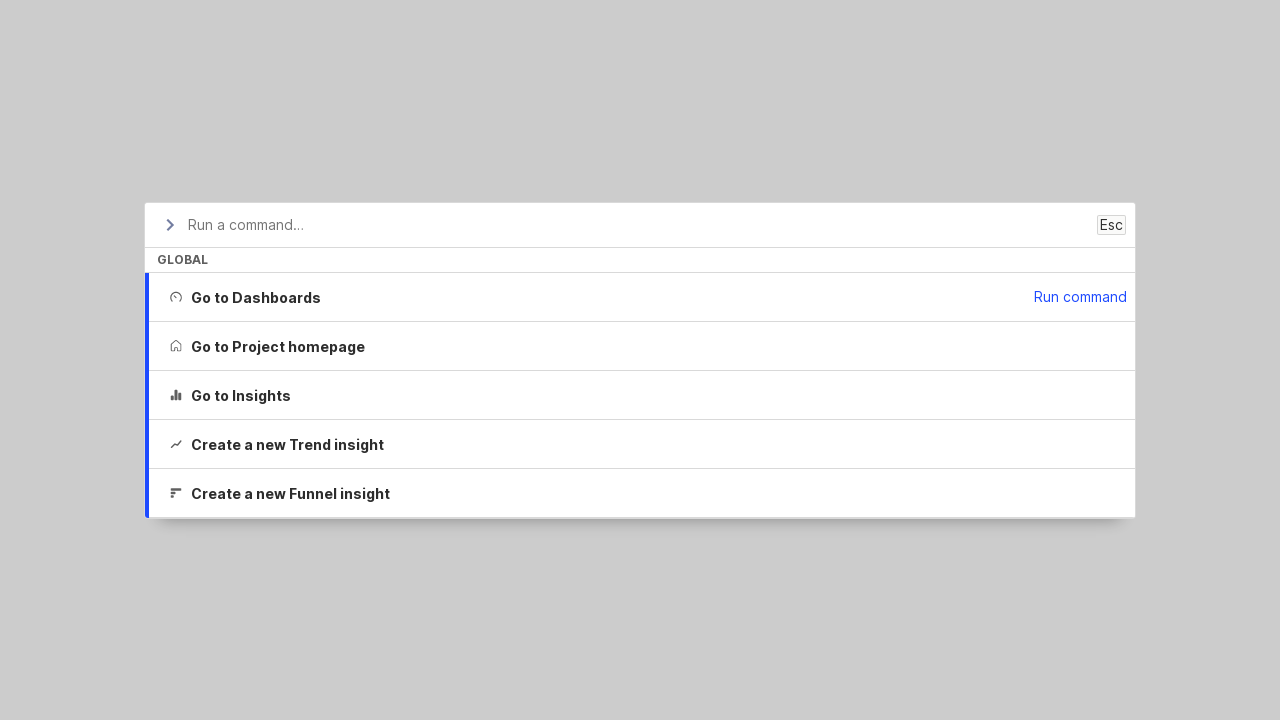 Run a command… Esc
GLOBAL
Go to Dashboards Run command
Go to Project homepage
Go to Insights
Create a new Trend insight
Create a new Funnel insight